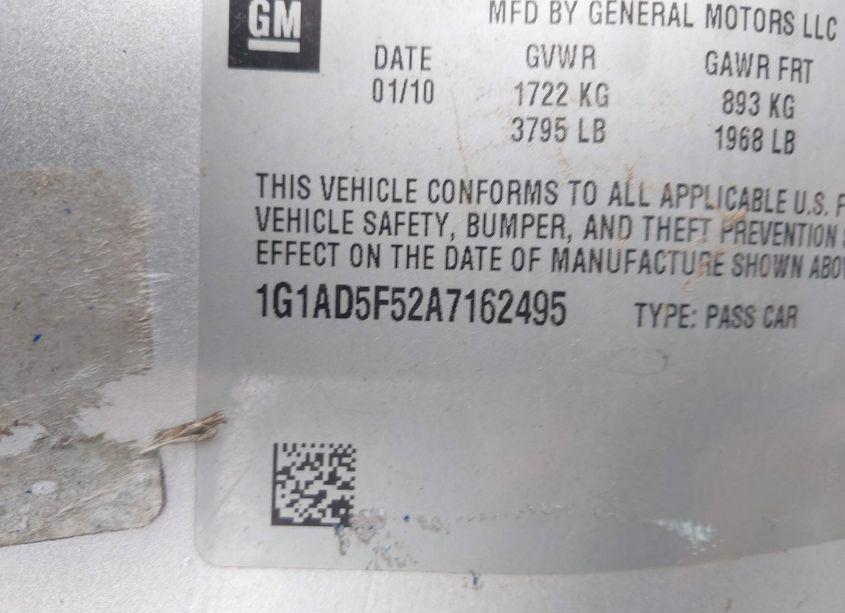 GM
MFD BY GENERAL MOTORS LLC
DATE GVWR GAWR FRT
01/10 1722 KG 893 KG
3795 LB 1968 LB
THIS VEHICLE CONFORMS TO ALL APPLICABLE U.S. F
VEHICLE SAFETY, BUMPER, AND THEFT PREVENTION S
EFFECT ON THE DATE OF MANUFACTURE SHOWN ABOV
1G1AD5F52A7162495 TYPE: PASS CAR